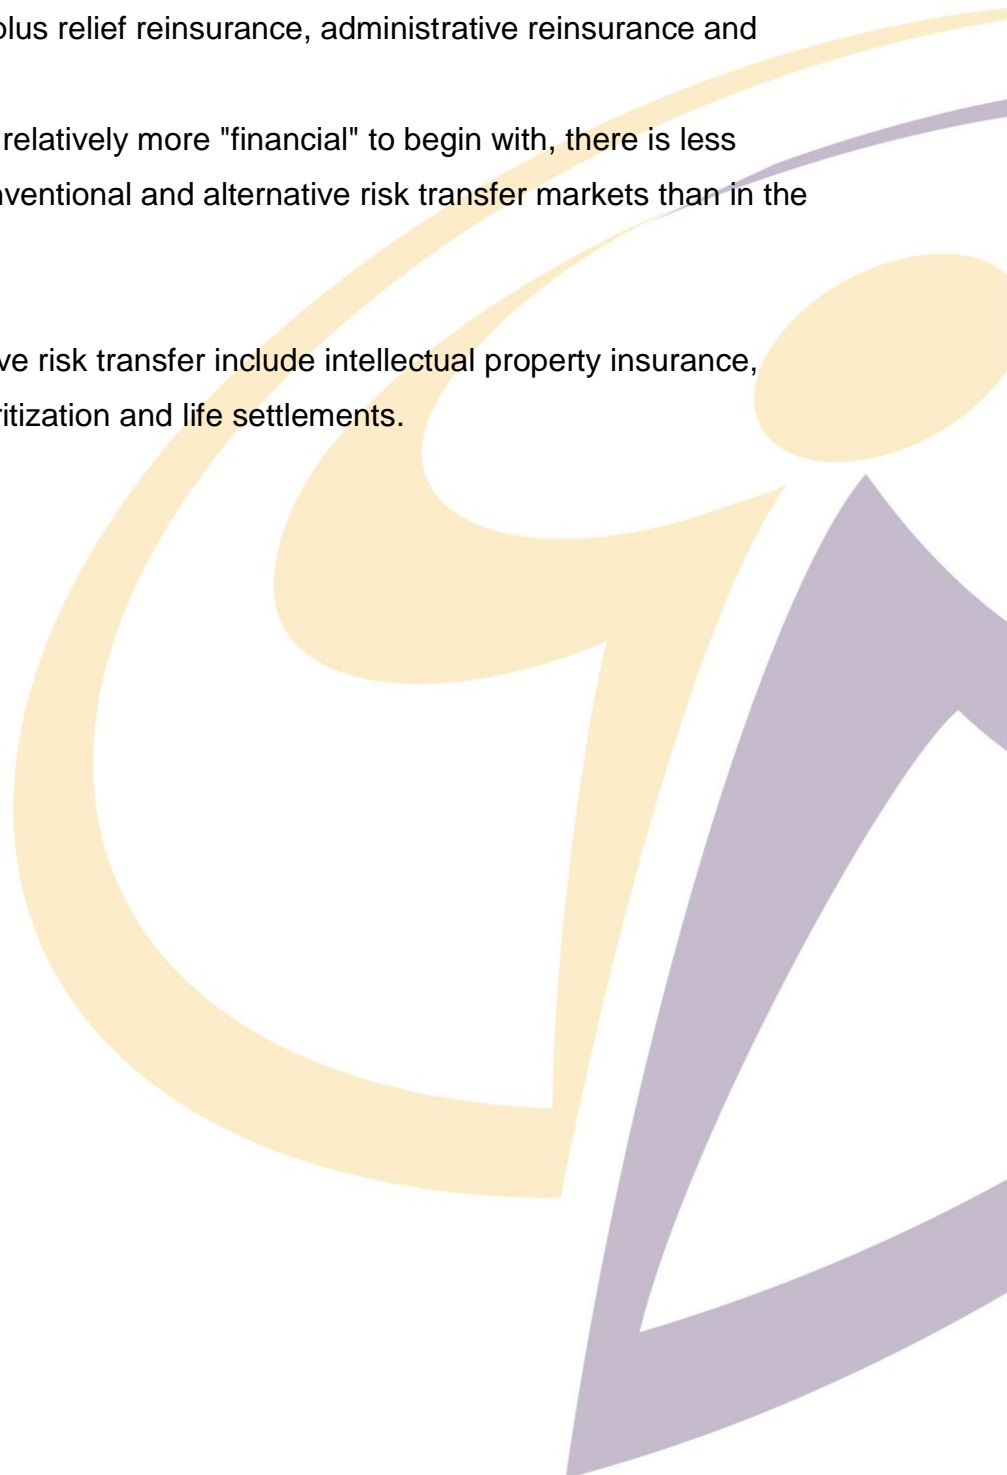 plus relief reinsurance, administrative reinsurance and
relatively more "financial" to begin with, there is less
nventional and alternative risk transfer markets than in the
ve risk transfer include intellectual property insurance,
ritization and life settlements.